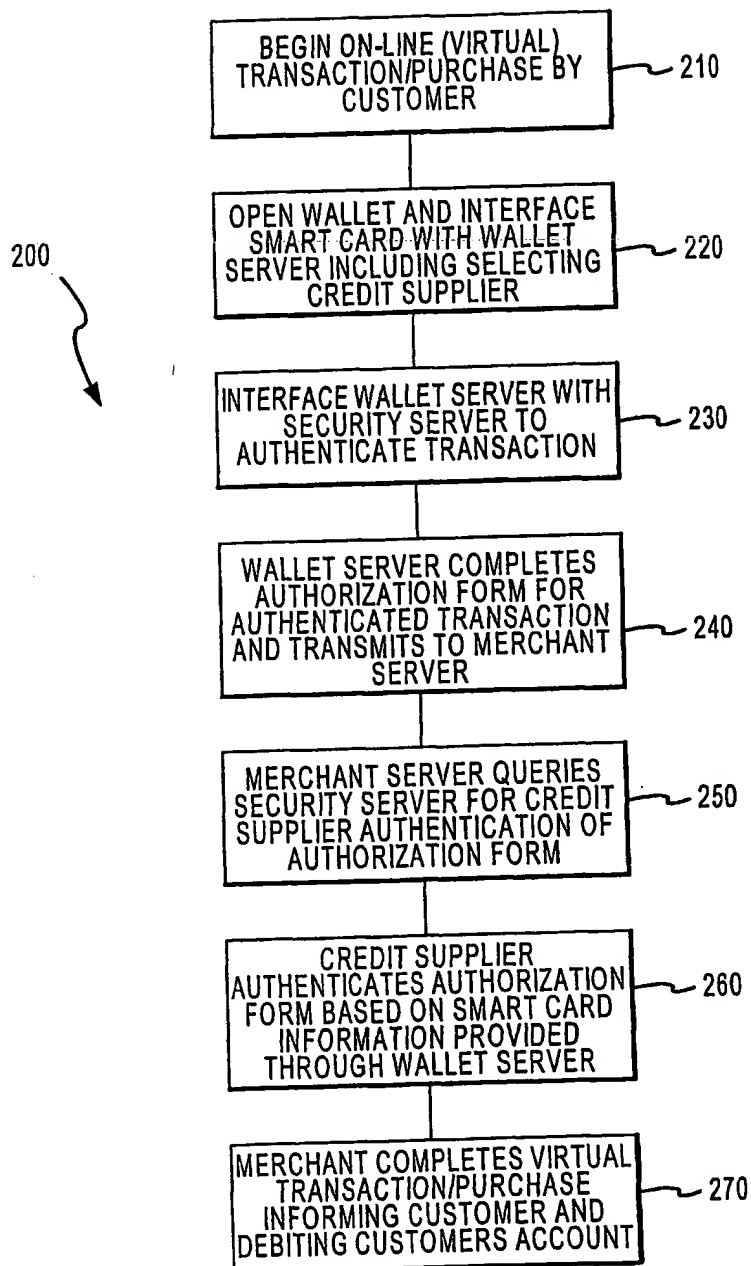 BEGIN ON-LINE (VIRTUAL)
TRANSACTION/PURCHASE BY
CUSTOMER
210
OPEN WALLET AND INTERFACE
SMART CARD WITH WALLET
SERVER INCLUDING SELECTING
CREDIT SUPPLIER
220
200
INTERFACE WALLET SERVER WITH
SECURITY SERVER TO
AUTHENTICATE TRANSACTION
230
WALLET SERVER COMPLETES
AUTHORIZATION FORM FOR
AUTHENTICATED TRANSACTION
AND TRANSMITS TO MERCHANT
SERVER
240
MERCHANT SERVER QUERIES
SECURITY SERVER FOR CREDIT
SUPPLIER AUTHENTICATION OF
AUTHORIZATION FORM
250
CREDIT SUPPLIER
AUTHENTICATES AUTHORIZATION
FORM BASED ON SMART CARD
INFORMATION PROVIDED
THROUGH WALLET SERVER
260
MERCHANT COMPLETES VIRTUAL
TRANSACTION/PURCHASE
INFORMING CUSTOMER AND
DEBITING CUSTOMERS ACCOUNT
270